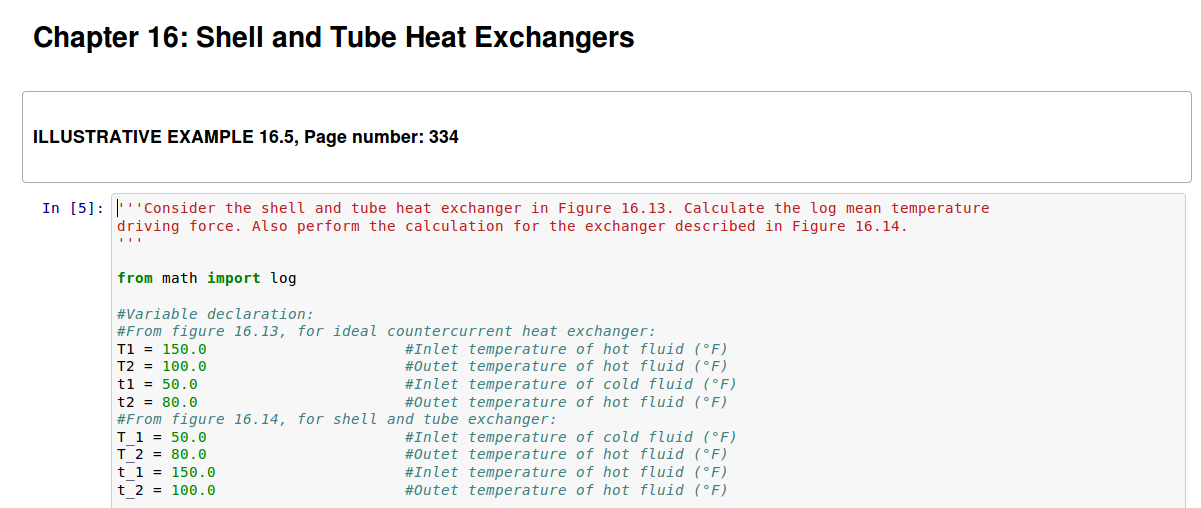 Chapter 16: Shell and Tube Heat Exchangers
ILLUSTRATIVE EXAMPLE 16.5, Page number: 334
In [5]: '''Consider the shell and tube heat exchanger in Figure 16.13. Calculate the log mean temperature
driving force. Also perform the calculation for the exchanger described in Figure 16.14.
'''
from math import log
#Variable declaration:
#From figure 16.13, for ideal countercurrent heat exchanger:
T1 = 150.0 #Inlet temperature of hot fluid (°F)
T2 = 100.0 #Outet temperature of hot fluid (°F)
t1 = 50.0 #Inlet temperature of cold fluid (°F)
t2 = 80.0 #Outet temperature of hot fluid (°F)
#From figure 16.14, for shell and tube exchanger:
T_1 = 50.0 #Inlet temperature of cold fluid (°F)
T_2 = 80.0 #Outet temperature of hot fluid (°F)
t_1 = 150.0 #Inlet temperature of hot fluid (°F)
t_2 = 100.0 #Outet temperature of hot fluid (°F)